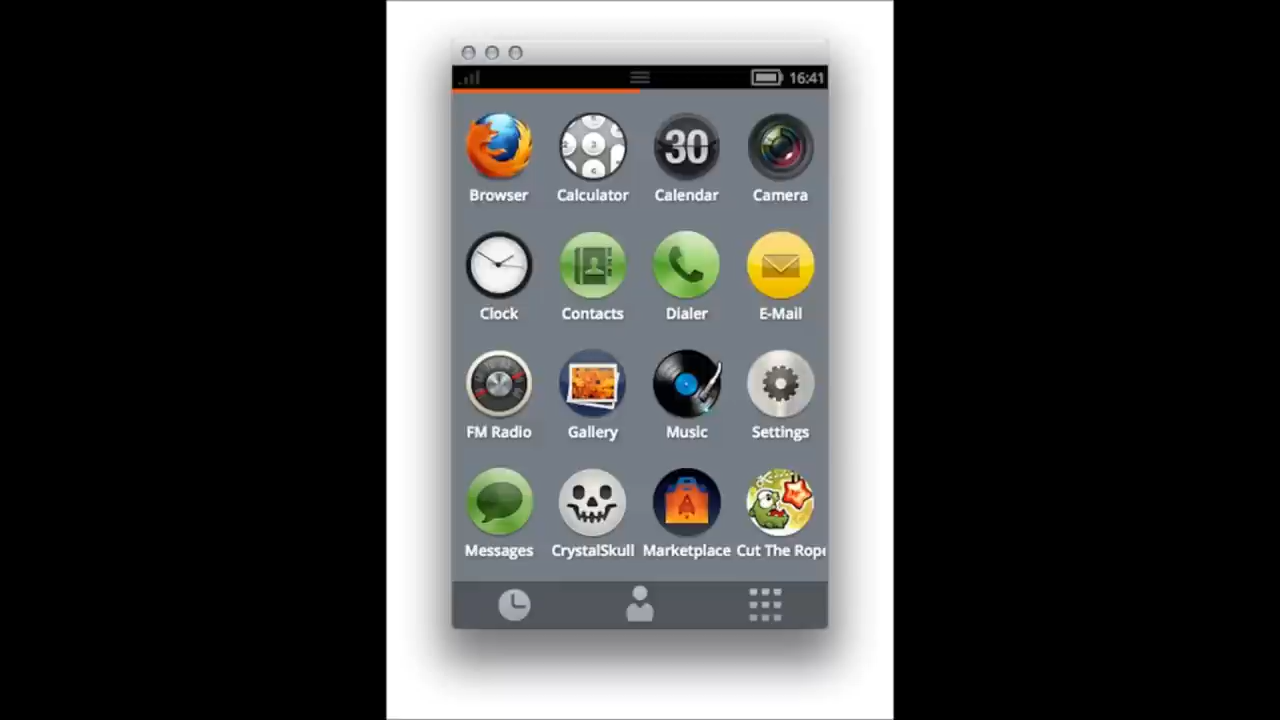 16:41
30
Browser Calculator Calendar Camera
Clock Contacts Dialer E-Mail
FM Radio Gallery Music Settings
Messages CrystalSkull Marketplace Cut The Rope